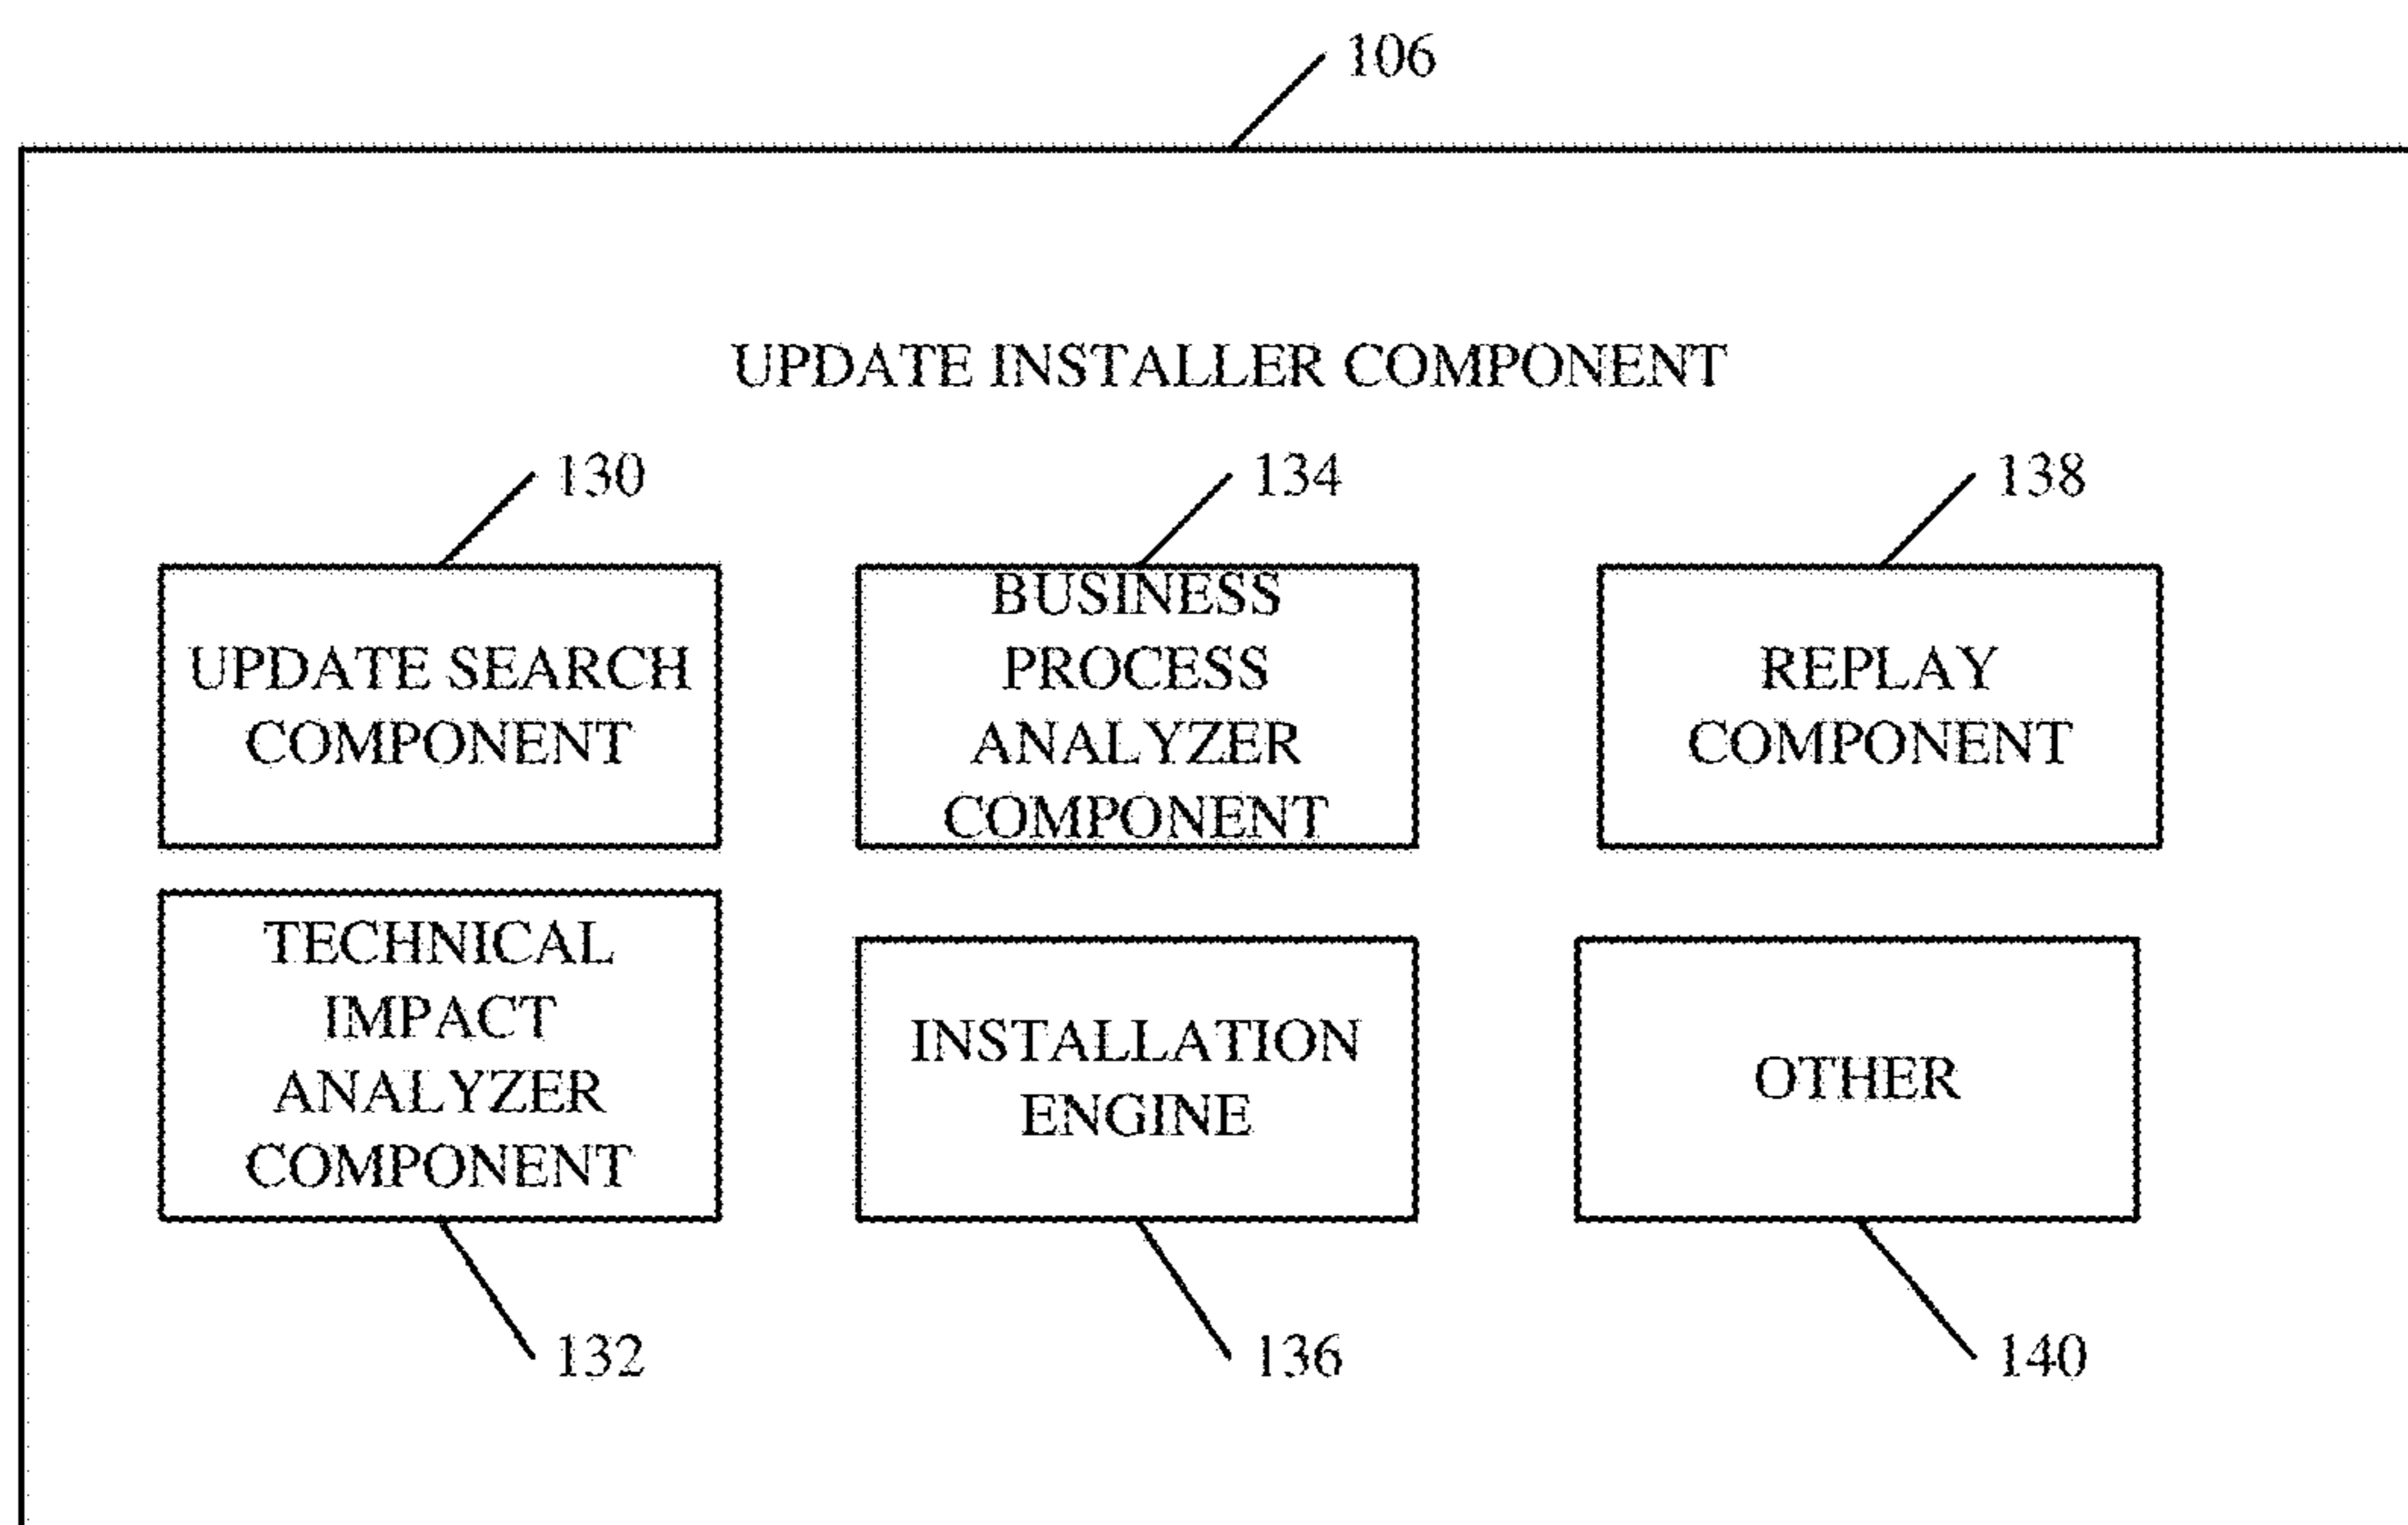 106
UPDATE INSTALLER COMPONENT
130
134
138
UPDATE SEARCH
COMPONENT
BUSINESS
PROCESS
ANALYZER
COMPONENT
REPLAY
COMPONENT
TECHNICAL
IMPACT
ANALYZER
COMPONENT
INSTALLATION
ENGINE
OTHER
132
136
140